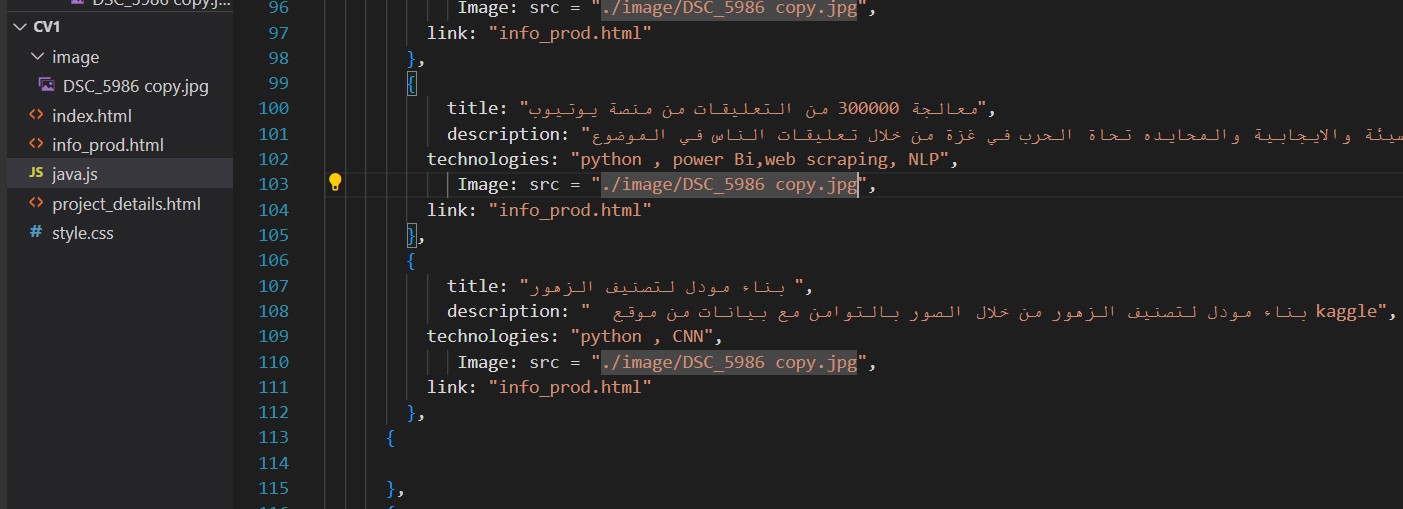 DSC_5986 copy.j...
CV1
image
DSC_5986 copy.jpg
index.html
info_prod.html
JS java.js
project_details.html
# style.css
96 Image: src = "./image/DSC_5986 copy.jpg",
97 link: "info_prod.html"
98 },
99 {
100 title: "معالجة 300000 من التعليقات من منصة يوتيوب",
101 description: "سيئة والايجابية والمحايده تجاة الحرب في غزة من خلال تعليقات الناس في الموضوع
102 technologies: "python , power Bi,web scraping, NLP",
103 Image: src = "./image/DSC_5986 copy.jpg",
104 link: "info_prod.html"
105 },
106 {
107 title: "بناء مودل لتصنيف الزهور ",
108 description: "  بناء مودل لتصنيف الزهور من خلال الصور بالتوامن مع بيانات من موقع kaggle",
109 technologies: "python , CNN",
110 Image: src = "./image/DSC_5986 copy.jpg",
111 link: "info_prod.html"
112 },
113 {
114
115 },